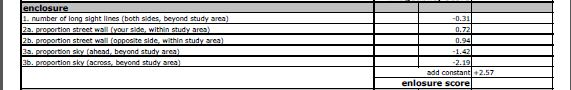 enclosure
1. number of long sight lines (both sides, beyond study area) -0.31
2a. proportion street wall (your side, within study area) 0.72
2b. proportion street wall (opposite side, within study area) 0.94
3a. proportion sky (ahead, beyond study area) -1.42
3b. proportion sky (across, beyond study area) -2.19
add constant +2.57
enlosure score